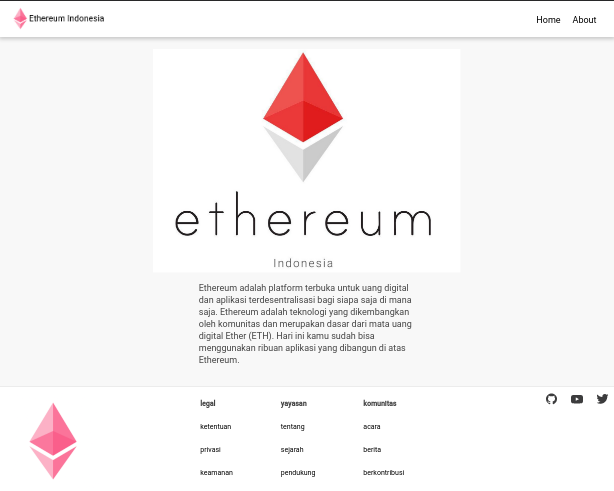 Ethereum Indonesia
Home About
ethereum
Indonesia
Ethereum adalah platform terbuka untuk uang digital
dan aplikasi terdesentralisasi bagi siapa saja di mana
saja. Ethereum adalah teknologi yang dikembangkan
oleh komunitas dan merupakan dasar dari mata uang
digital Ether (ETH). Hari ini kamu sudah bisa
menggunakan ribuan aplikasi yang dibangun di atas
Ethereum.
legal yayasan komunitas
ketentuan tentang acara
privasi sejarah berita
keamanan pendukung berkontribusi